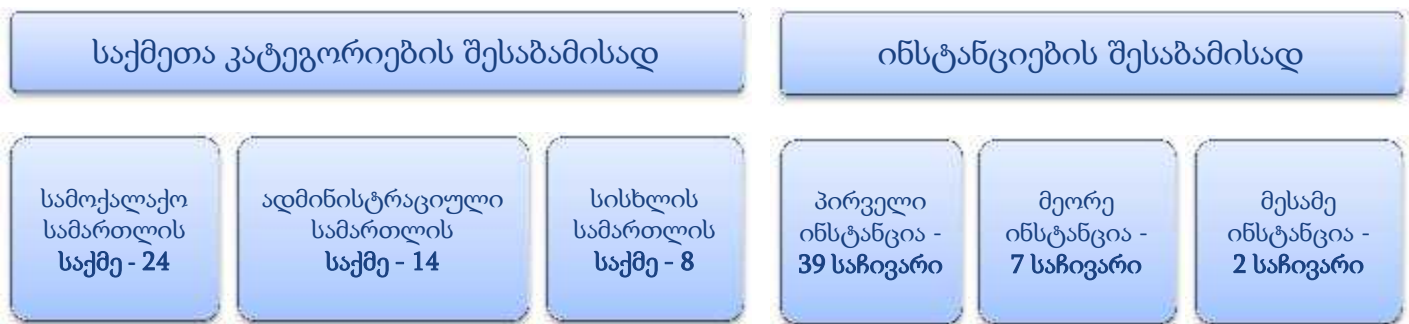 საქმეთა კატეგორიების შესაბამისად
ინსტანციების შესაბამისად
სამოქალაქო
სამართლის
საქმე - 24
ადმინისტრაციული
სამართლის
საქმე - 14
სისხლის
სამართლის
საქმე - 8
პირველი
ინსტანცია -
39 საჩივარი
მეორე
ინსტანცია -
7 საჩივარი
მესამე
ინსტანცია -
2 საჩივარი